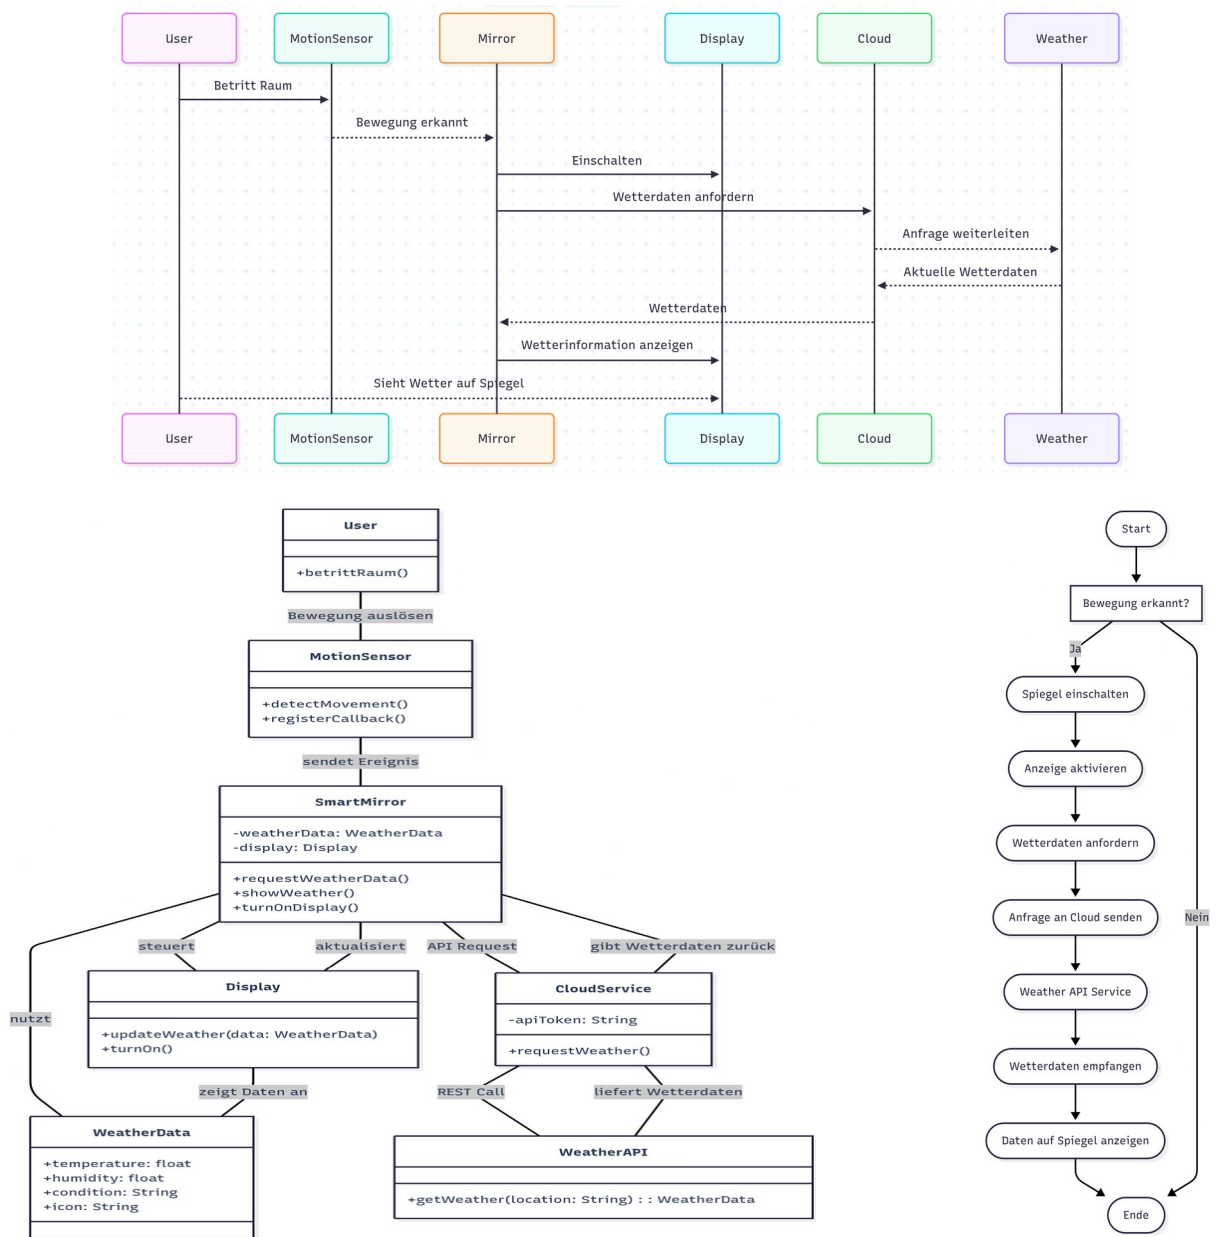 User
MotionSensor
Mirror
Display
Cloud
Weather
Betritt Raum
Bewegung erkannt
Einschalten
Wetterdaten anfordern
Anfrage weiterleiten
Aktuelle Wetterdaten
Wetterdaten
Wetterinformation anzeigen
Sieht Wetter auf Spiegel
User
MotionSensor
Mirror
Display
Cloud
Weather
User
+betrittRaum()
Bewegung auslösen
MotionSensor
+detectMovement()
+registerCallback()
sendet Ereignis
SmartMirror
-weatherData: WeatherData
-display: Display
+requestWeatherData()
+showWeather()
+turnOnDisplay()
steuert
aktualisiert
API Request
gibt Wetterdaten zurück
nutzt
Display
+updateWeather(data: WeatherData)
+turnOn()
CloudService
-apiToken: String
+requestWeather()
zeigt Daten an
REST Call
liefert Wetterdaten
WeatherData
+temperature: float
+humidity: float
+condition: String
+icon: String
WeatherAPI
+getWeather(location: String) : : WeatherData
Start
Bewegung erkannt?
Ja
Spiegel einschalten
Anzeige aktivieren
Wetterdaten anfordern
Anfrage an Cloud senden
Nein
Weather API Service
Wetterdaten empfangen
Daten auf Spiegel anzeigen
Ende